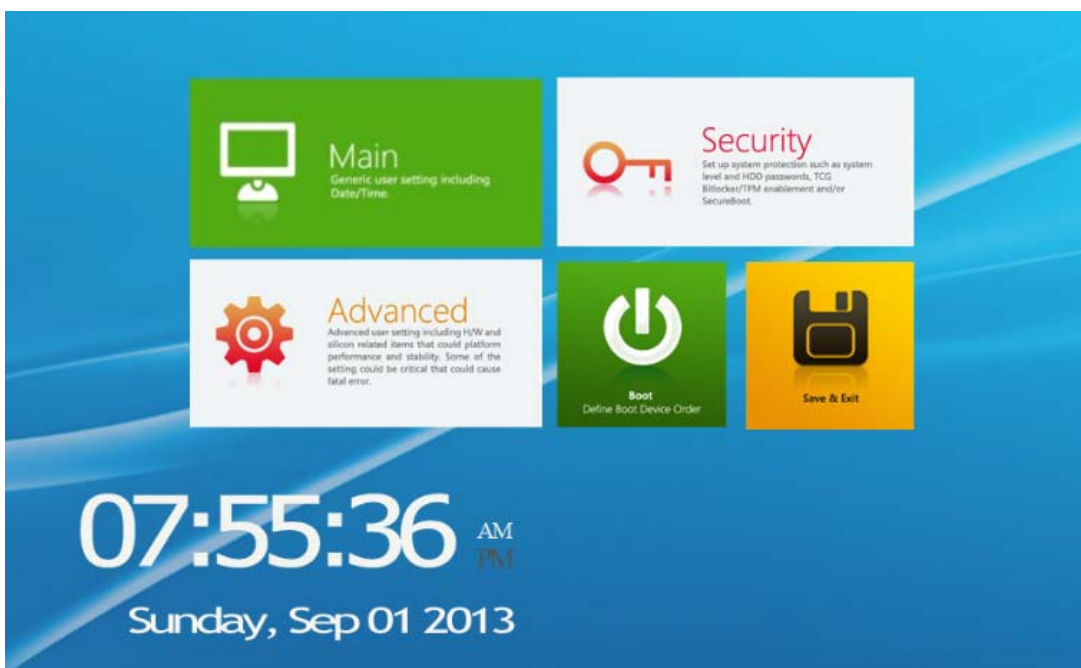 Main
Generic user setting including
Date/Time.
Security
Set up system protection such as system
level and HDD passwords, TCG
Bitlocker/TPM enablement and/or
SecureBoot.
Advanced
Advanced user setting including H/W and
silicon related items that could platform
performance and stability. Some of the
setting could be critical that could cause
fatal error.
Boot
Define Boot Device Order
Save & Exit
07:55:36 AM
PM
Sunday, Sep 01 2013